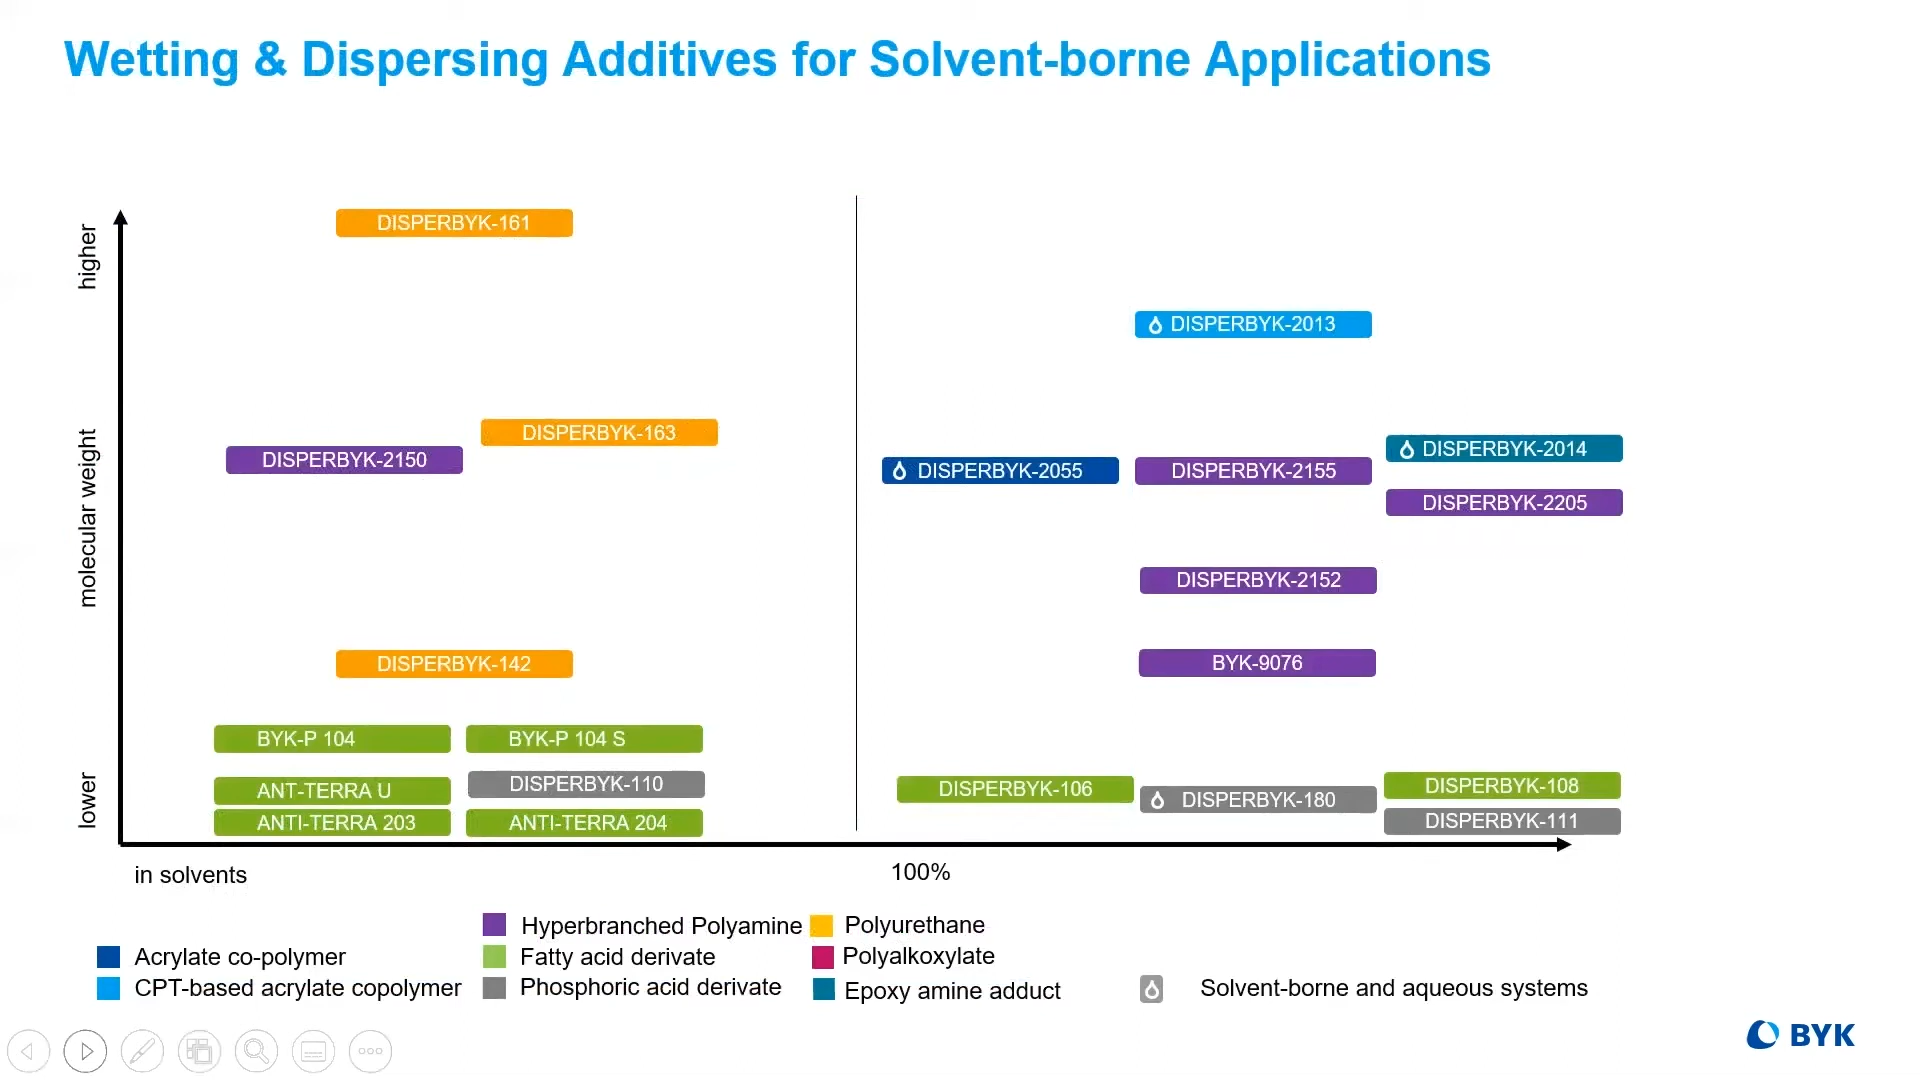 Wetting & Dispersing Additives for Solvent-borne Applications
higher
molecular weight
lower
DISPERBYK-161
DISPERBYK-2013
DISPERBYK-163
DISPERBYK-2150
DISPERBYK-2014
DISPERBYK-2055
DISPERBYK-2155
DISPERBYK-2205
DISPERBYK-2152
DISPERBYK-142
BYK-9076
BYK-P 104
BYK-P 104 S
ANT-TERRA U
DISPERBYK-110
DISPERBYK-106
DISPERBYK-180
DISPERBYK-108
ANTI-TERRA 203
ANTI-TERRA 204
DISPERBYK-111
in solvents
100%
Acrylate co-polymer
CPT-based acrylate copolymer
Hyperbranched Polyamine
Fatty acid derivate
Phosphoric acid derivate
Polyurethane
Polyalkoxylate
Epoxy amine adduct
Solvent-borne and aqueous systems
BYK